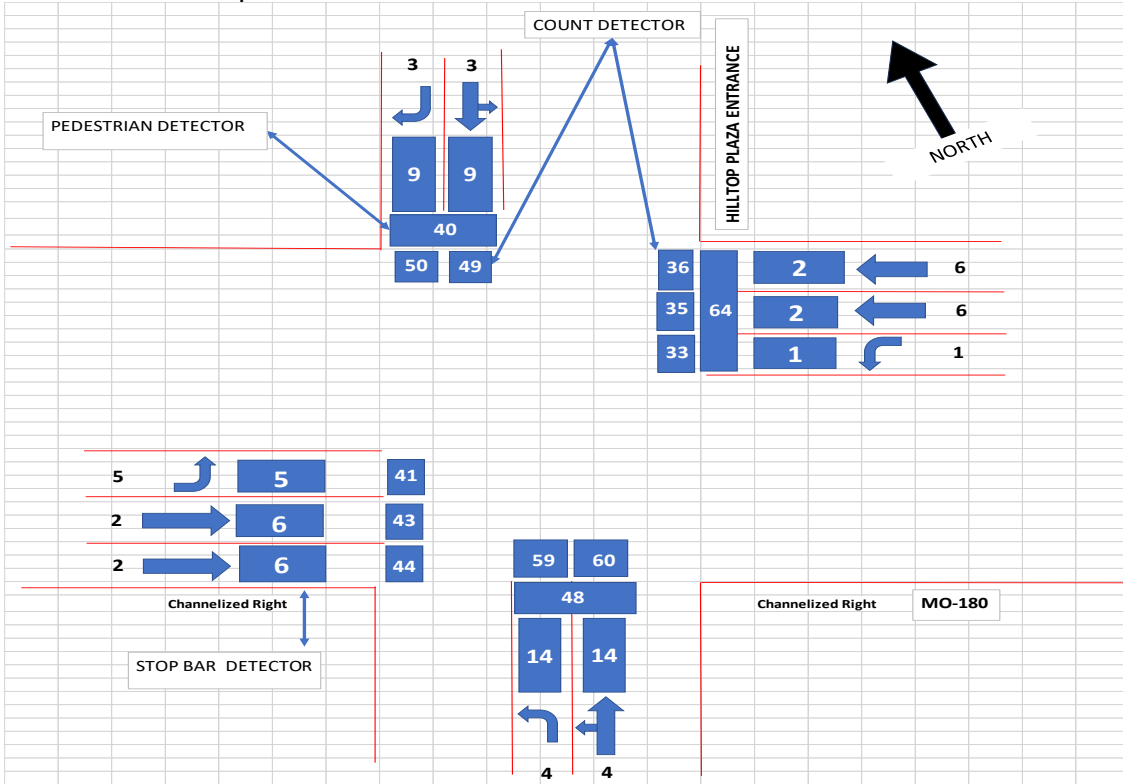 COUNT DETECTOR
HILLTOP PLAZA ENTRANCE
NORTH
3 3
PEDESTRIAN DETECTOR
9 9
40
50 49
36 2 6
64
35 2 6
33 1 1
5 5 41
2 6 43
2 6 44
59 60
48
Channelized Right
Channelized Right MO-180
STOP BAR DETECTOR
14 14
4 4